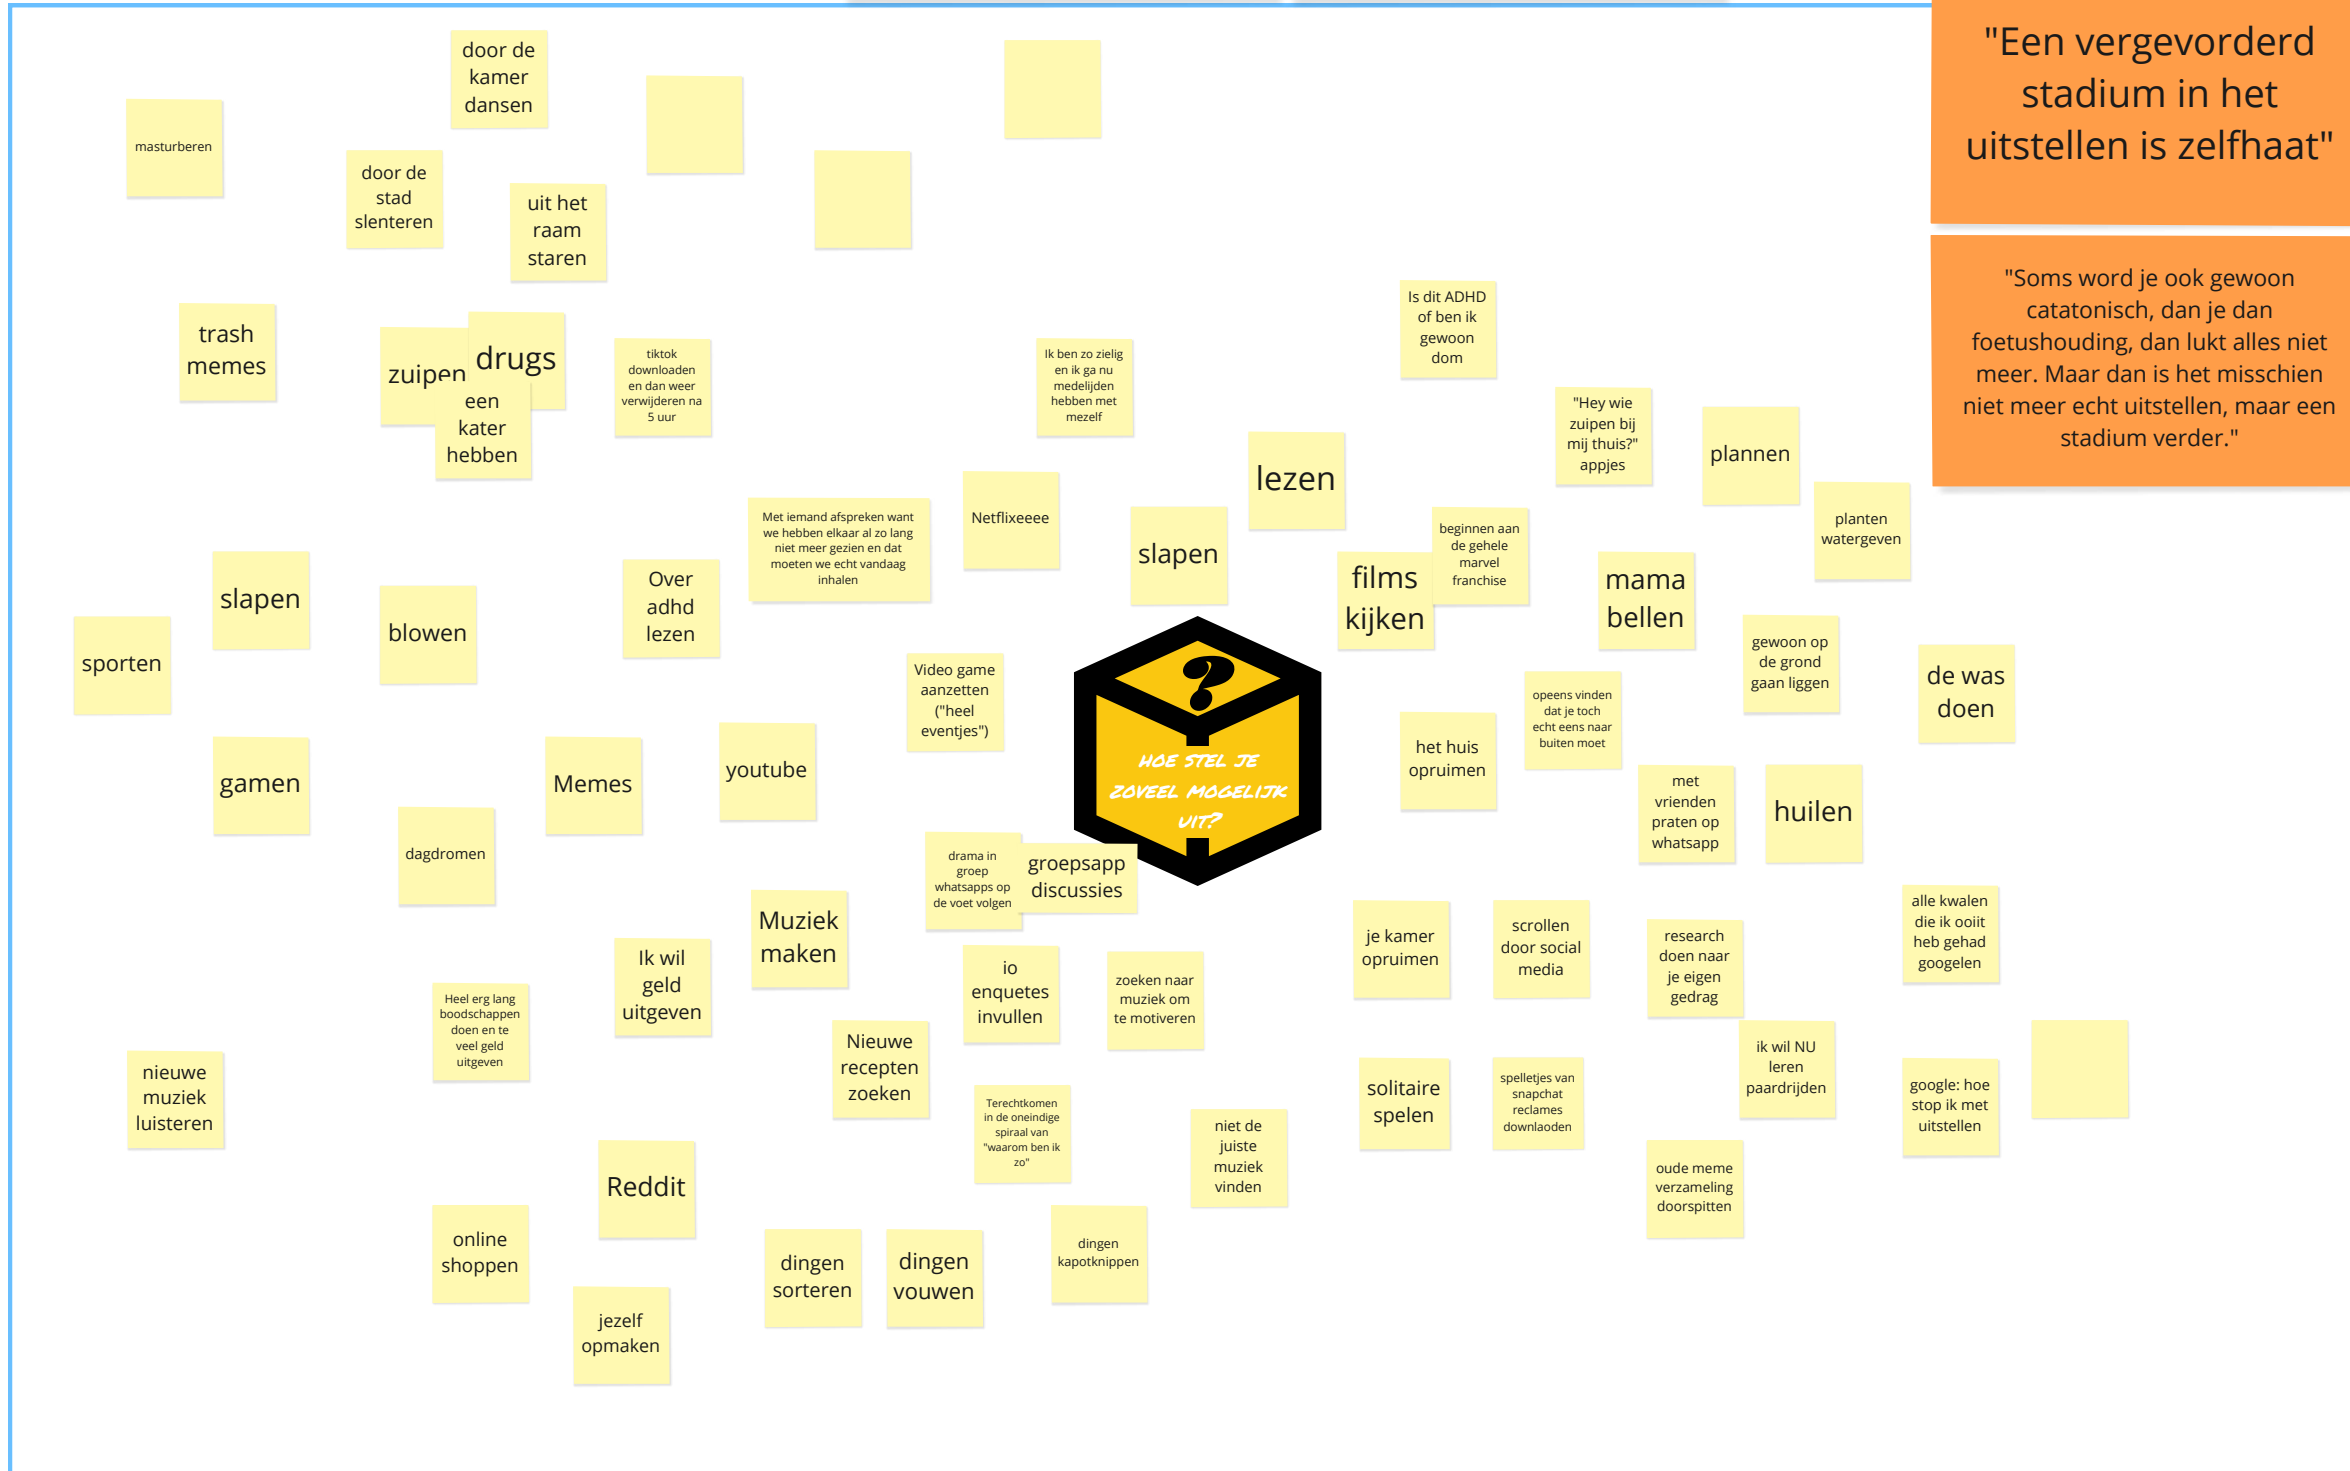 "Een vergevorderd
stadium in het
uitstellen is zelfhaat"
"Soms word je ook gewoon
catatonisch, dan je dan
foetushouding, dan lukt alles niet
meer. Maar dan is het misschien
niet meer echt uitstellen, maar een
stadium verder."
door de
kamer
dansen
masturberen
door de
stad
slenteren
uit het
raam
staren
trash
memes
zuipen
drugs
een
kater
hebben
tiktok
downloaden
en dan weer
verwijderen na
5 uur
Ik ben zo zielig
en ik ga nu
medelijden
hebben met
mezelf
Is dit ADHD
of ben ik
gewoon
dom
"Hey wie
zuipen bij
mij thuis?"
appjes
plannen
lezen
Netflixeeee
Met iemand afspreken want
we hebben elkaar al zo lang
niet meer gezien en dat
moeten we echt vandaag
inhalen
slapen
beginnen aan
de gehele
marvel
franchise
films
kijken
planten
watergeven
mama
bellen
slapen
blowen
Over
adhd
lezen
sporten
Video game
aanzetten
("heel
eventjes")
gewoon op
de grond
gaan liggen
de was
doen
opeens vinden
dat je toch
echt eens naar
buiten moet
het huis
opruimen
HOE STEL JE
ZOVEEL MOGELIJK
UIT?
?
gamen
Memes
youtube
met
vrienden
praten op
whatsapp
huilen
dagdromen
drama in
groep
whatsapps op
de voet volgen
groepsapp
discussies
Muziek
maken
je kamer
opruimen
scrollen
door social
media
research
doen naar
je eigen
gedrag
alle kwalen
die ik ooiit
heb gehad
googelen
Ik wil
geld
uitgeven
io
enquetes
invullen
zoeken naar
muziek om
te motiveren
Heel erg lang
boodschappen
doen en te
veel geld
uitgeven
Nieuwe
recepten
zoeken
ik wil NU
leren
paardrijden
nieuwe
muziek
luisteren
Terechtkomen
in de oneindige
spiraal van
"waarom ben ik
zo"
niet de
juiste
muziek
vinden
solitaire
spelen
spelletjes van
snapchat
reclames
downlaoden
google: hoe
stop ik met
uitstellen
oude meme
verzameling
doorspitten
Reddit
online
shoppen
dingen
sorteren
dingen
vouwen
dingen
kapotknippen
jezelf
opmaken